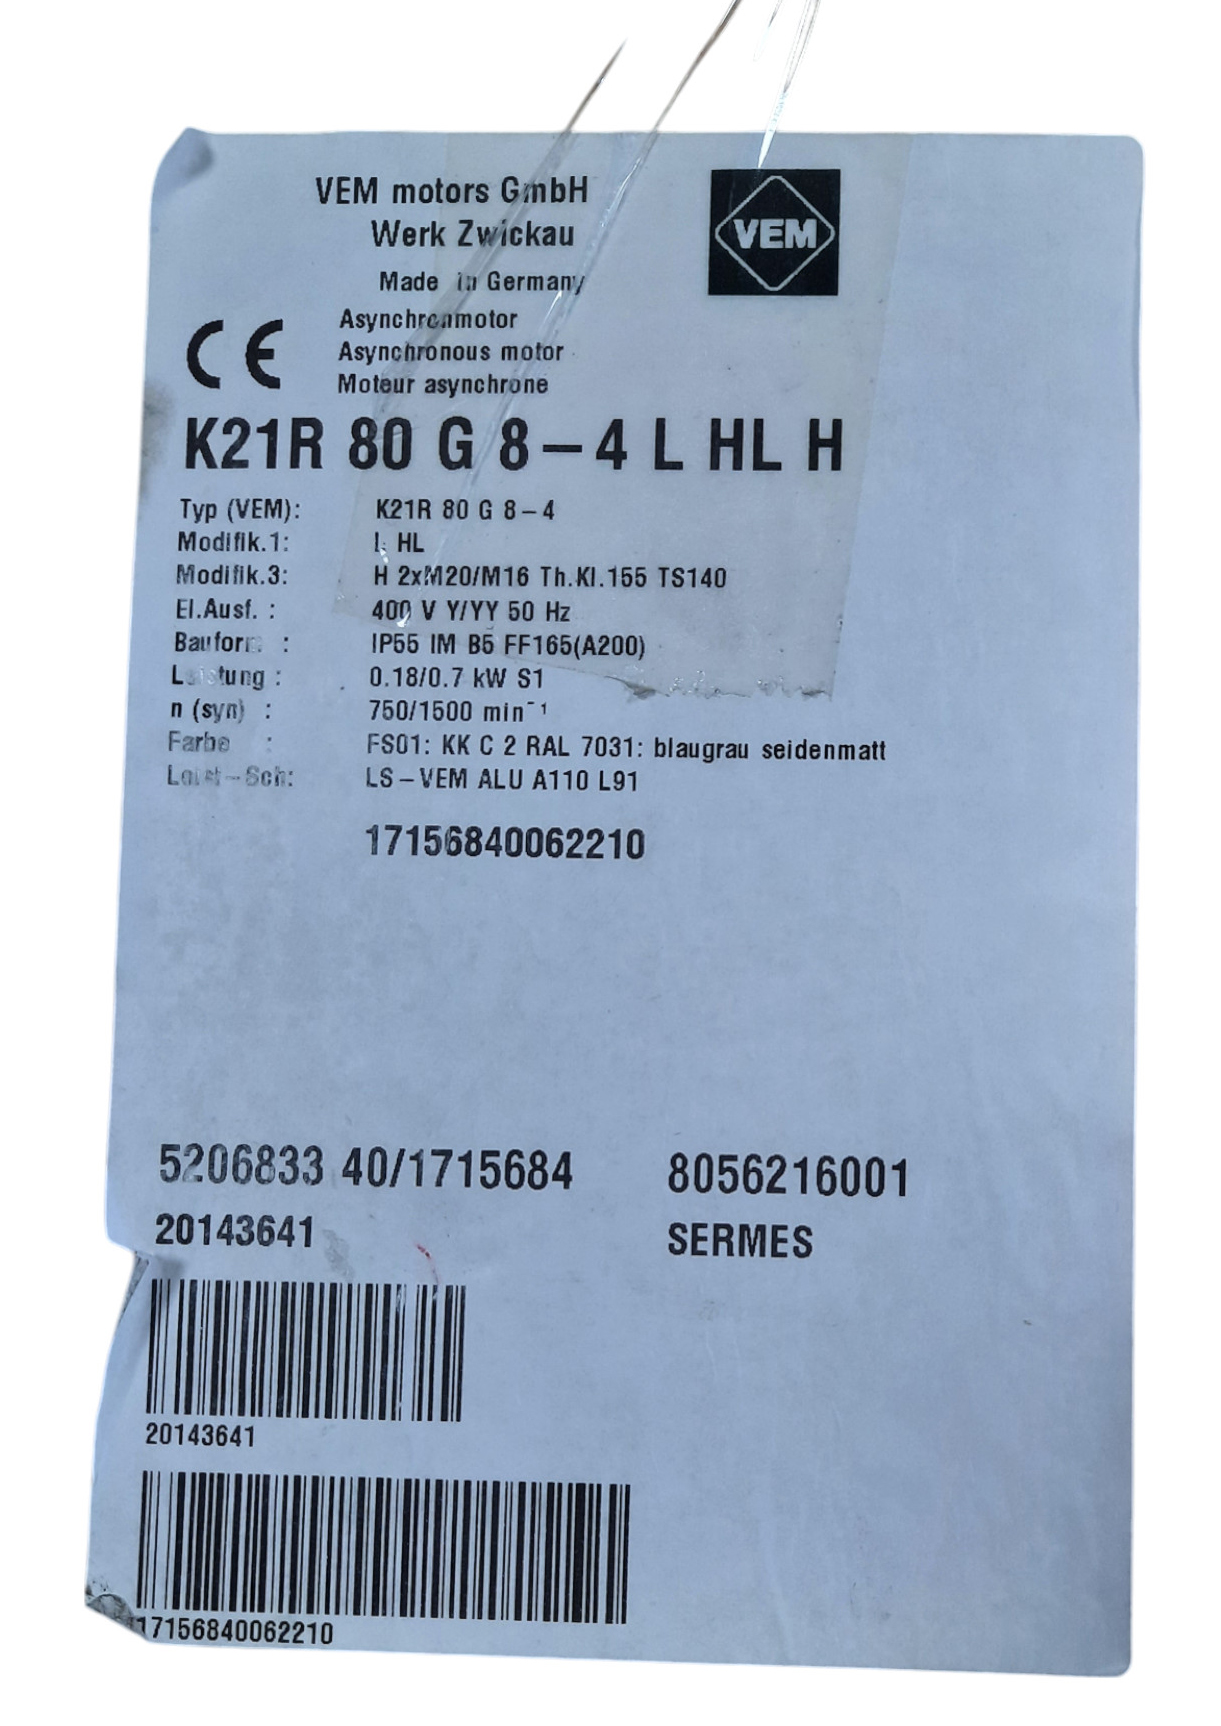 VEM motors GmbH
Werk Zwickau
Made in Germany
VEM
CE
Asynchronmotor
Asynchronous motor
Moteur asynchrone
K21R 80 G 8-4 L HL H
Typ (VEM): K21R 80 G 8-4
Modifik.1: L HL
Modifik.3: H 2xM20/M16 Th.Kl.155 TS140
El.Ausf. : 400 V Y/YY 50 Hz
Bauform : IP55 IM B5 FF165(A200)
Leistung : 0.18/0.7 kW S1
n (syn) : 750/1500 min⁻¹
Farbe : FS01: KK C 2 RAL 7031: blaugrau seidenmatt
Leist-Sch: LS-VEM ALU A110 L91
17156840062210
5206833 40/1715684 8056216001
20143641 SERMES
20143641
17156840062210